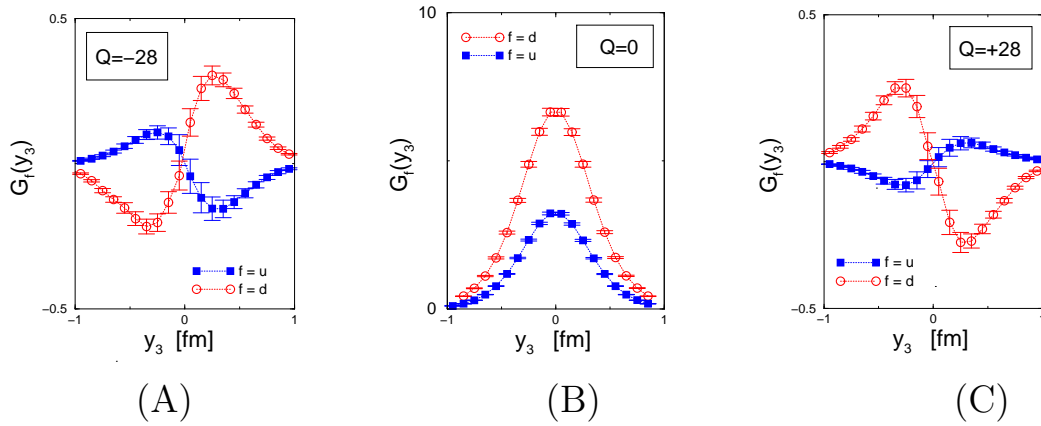 0.5
Q=−28
G_f(y_3)
f = u
f = d
−0.5
−1
0
1
y_3 [fm]
(A)
10
f = d
f = u
Q=0
G_f(y_3)
0
−1
0
1
y_3 [fm]
(B)
0.5
Q=+28
G_f(y_3)
f = u
f = d
−0.5
−1
0
1
y_3 [fm]
(C)